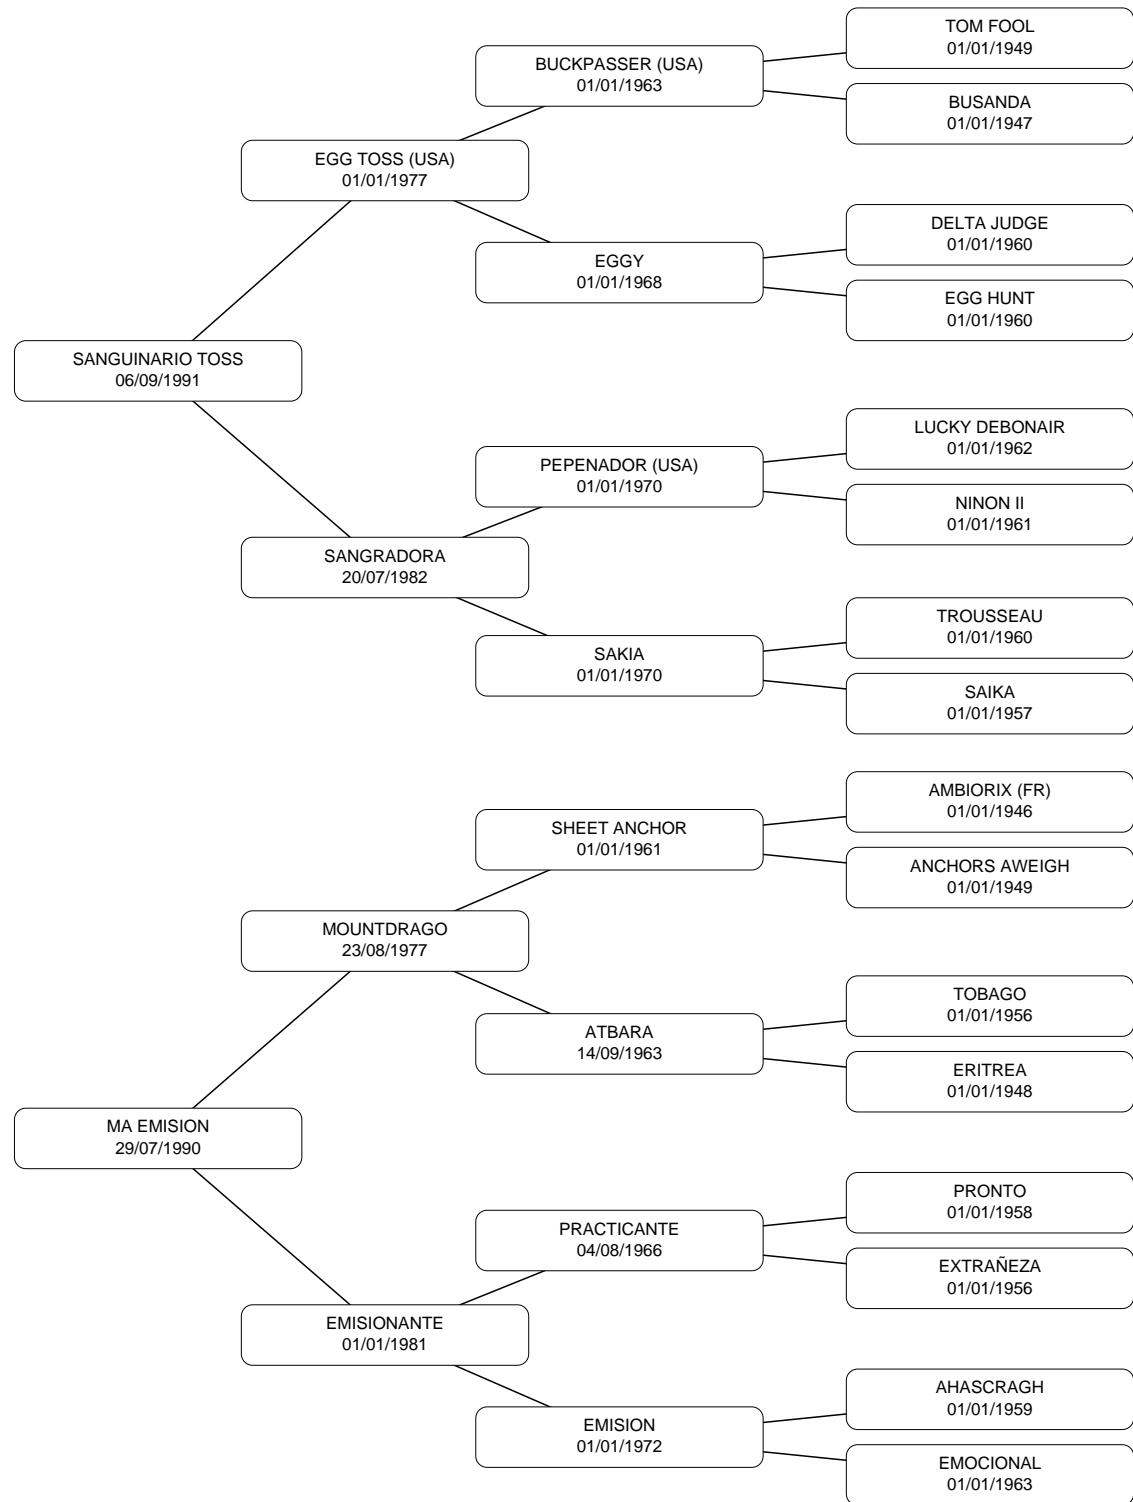 TOM FOOL
01/01/1949
BUCKPASSER (USA)
01/01/1963
BUSANDA
01/01/1947
EGG TOSS (USA)
01/01/1977
DELTA JUDGE
01/01/1960
EGGY
01/01/1968
EGG HUNT
01/01/1960
SANGUINARIO TOSS
06/09/1991
LUCKY DEBONAIR
01/01/1962
PEPENADOR (USA)
01/01/1970
NINON II
01/01/1961
SANGRADORA
20/07/1982
TROUSSEAU
01/01/1960
SAKIA
01/01/1970
SAIKA
01/01/1957
AMBIORIX (FR)
01/01/1946
SHEET ANCHOR
01/01/1961
ANCHORS AWEIGH
01/01/1949
MOUNTDRAGO
23/08/1977
TOBAGO
01/01/1956
ATBARA
14/09/1963
ERITREA
01/01/1948
MA EMISION
29/07/1990
PRONTO
01/01/1958
PRACTICANTE
04/08/1966
EXTRAÑEZA
01/01/1956
EMISIONANTE
01/01/1981
AHASCRAGH
01/01/1959
EMISION
01/01/1972
EMOCIONAL
01/01/1963